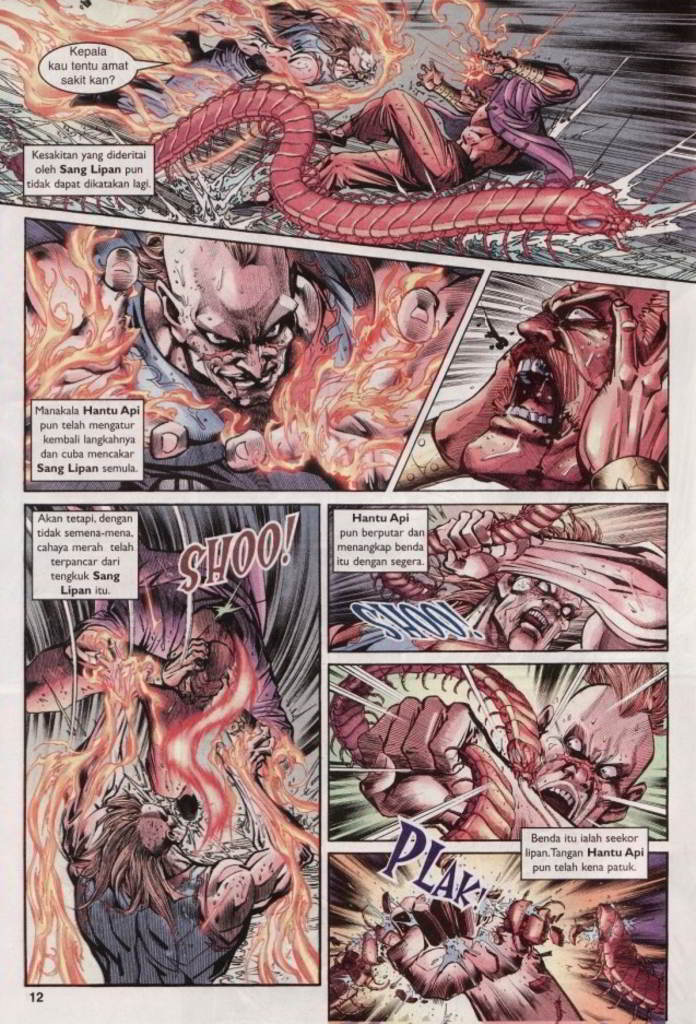 Kepala
kau tentu amat
sakit kan?
Kesakitan yang dideritai
oleh Sang Lipan pun
tidak dapat dikatakan lagi.
Manakala Hantu Api
pun telah mengatur
kembali langkahnya
dan cuba mencakar
Sang Lipan semula.
Akan tetapi, dengan
tidak semena-mena,
cahaya merah telah
terpancar dari
tengkuk Sang
Lipan itu.
SHOO!
Hantu Api
pun berputar dan
menangkap benda
itu dengan segera.
SHOO!
Benda itu ialah seekor
lipan. Tangan Hantu Api
pun telah kena patuk.
PLAK!
12